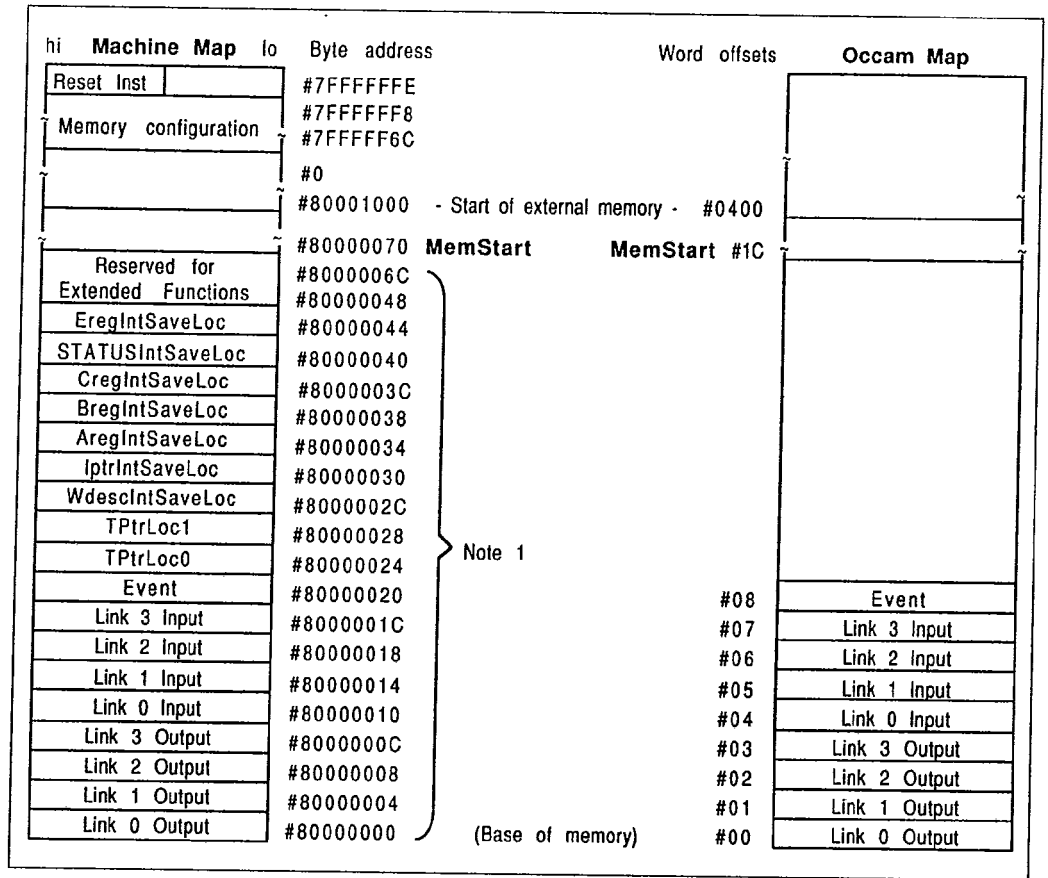 hi Machine Map lo Byte address Word offsets Occam Map
Reset Inst #7FFFFFFE
#7FFFFFF8
Memory configuration #7FFFFF6C
#0
#80001000 - Start of external memory - #0400
#80000070 MemStart MemStart #1C
Reserved for #8000006C
Extended Functions #80000048
EregIntSaveLoc #80000044
STATUSIntSaveLoc #80000040
CregIntSaveLoc #8000003C
BregIntSaveLoc #80000038
AregIntSaveLoc #80000034
IptrIntSaveLoc #80000030
WdescIntSaveLoc #8000002C
TPtrLoc1 #80000028
Note 1
TPtrLoc0 #80000024
Event #80000020 #08 Event
Link 3 Input #8000001C #07 Link 3 Input
Link 2 Input #80000018 #06 Link 2 Input
Link 1 Input #80000014 #05 Link 1 Input
Link 0 Input #80000010 #04 Link 0 Input
Link 3 Output #8000000C #03 Link 3 Output
Link 2 Output #80000008 #02 Link 2 Output
Link 1 Output #80000004 #01 Link 1 Output
Link 0 Output #80000000 (Base of memory) #00 Link 0 Output